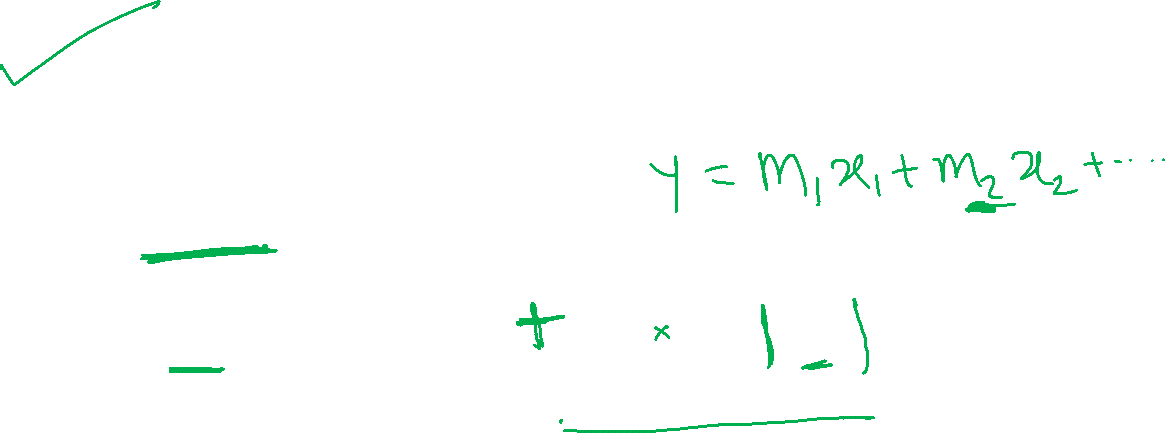 y = m₁x₁ + m₂x₂ + ....
+ × | - |